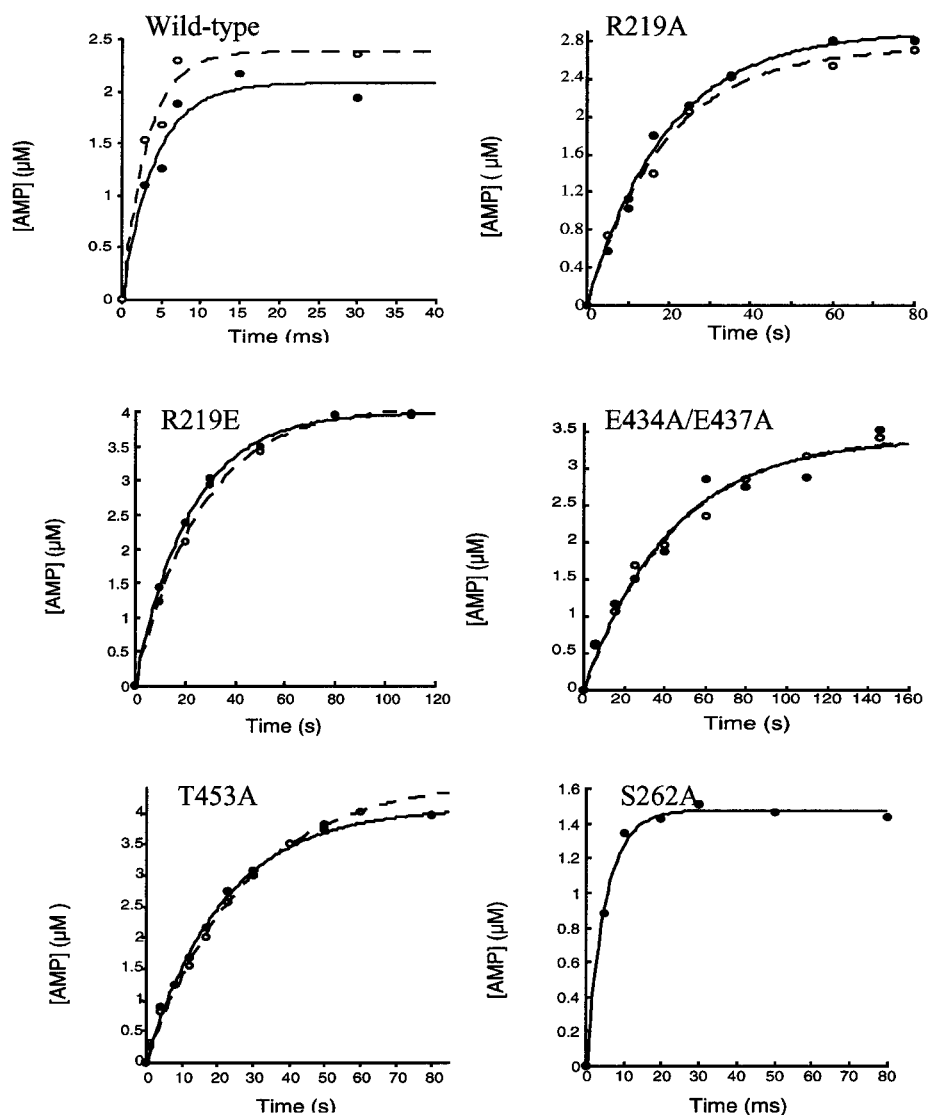 Wild-type
2.5
2
1.5
1
0.5
0
[AMP] (µM)
0 5 10 15 20 25 30 35 40
Time (ms)
R219A
2.8
2.4
2
1.6
1.2
0.8
0.4
0
[AMP] ( µM)
0 20 40 60 80
Time (s)
R219E
4
3.5
3
2.5
2
1.5
1
0.5
0
[AMP] (µM)
0 20 40 60 80 100 120
Time (s)
E434A/E437A
3.5
3
2.5
2
1.5
1
0.5
0
[AMP] (µM)
0 20 40 60 80 100 120 140 160
Time (s)
T453A
4
3.5
3
2.5
2
1.5
1
0.5
0
[AMP] (µM )
0 10 20 30 40 50 60 70 80
Time (s)
S262A
1.6
1.4
1.2
1
0.8
0.6
0.4
0.2
0
[AMP] (µM)
0 10 20 30 40 50 60 70 80
Time (ms)